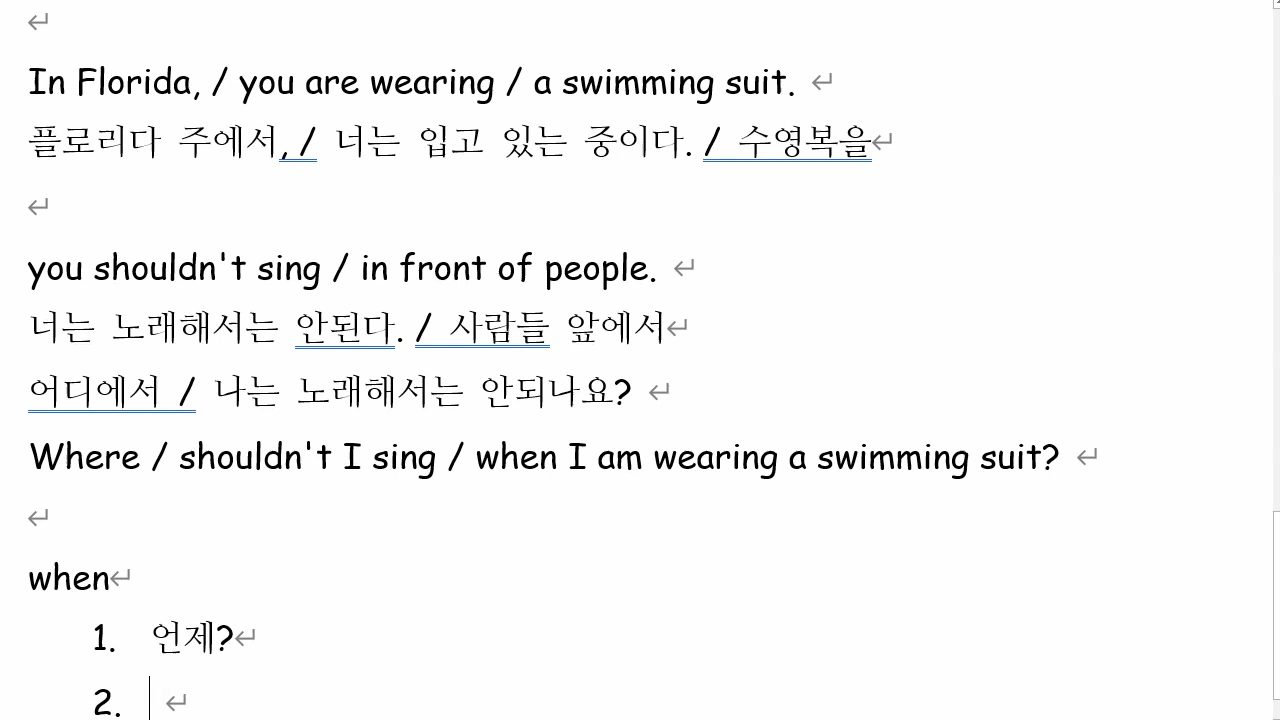 In Florida, / you are wearing / a swimming suit.
플로리다 주에서, / 너는 입고 있는 중이다. / 수영복을
you shouldn't sing / in front of people.
너는 노래해서는 안된다. / 사람들 앞에서
어디에서 / 나는 노래해서는 안되나요?
Where / shouldn't I sing / when I am wearing a swimming suit?
when
1. 언제?
2.